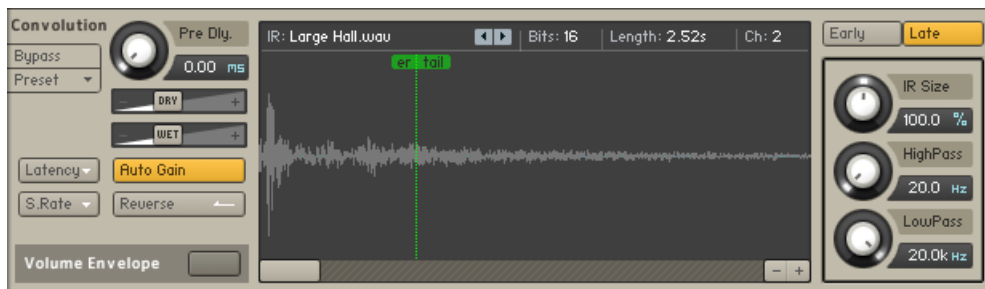 Convolution
Bypass
Preset
Pre Dly.
0.00 ms
- DRY +
- WET +
Latency
Auto Gain
S.Rate
Reverse
Volume Envelope
IR: Large Hall.wav
Bits: 16
Length: 2.52s
Ch: 2
er tail
- +
Early
Late
IR Size
100.0 %
HighPass
20.0 Hz
LowPass
20.0k Hz